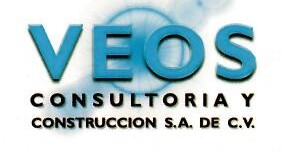 VEOS
CONSULTORIA Y
CONSTRUCCION S.A. DE C.V.